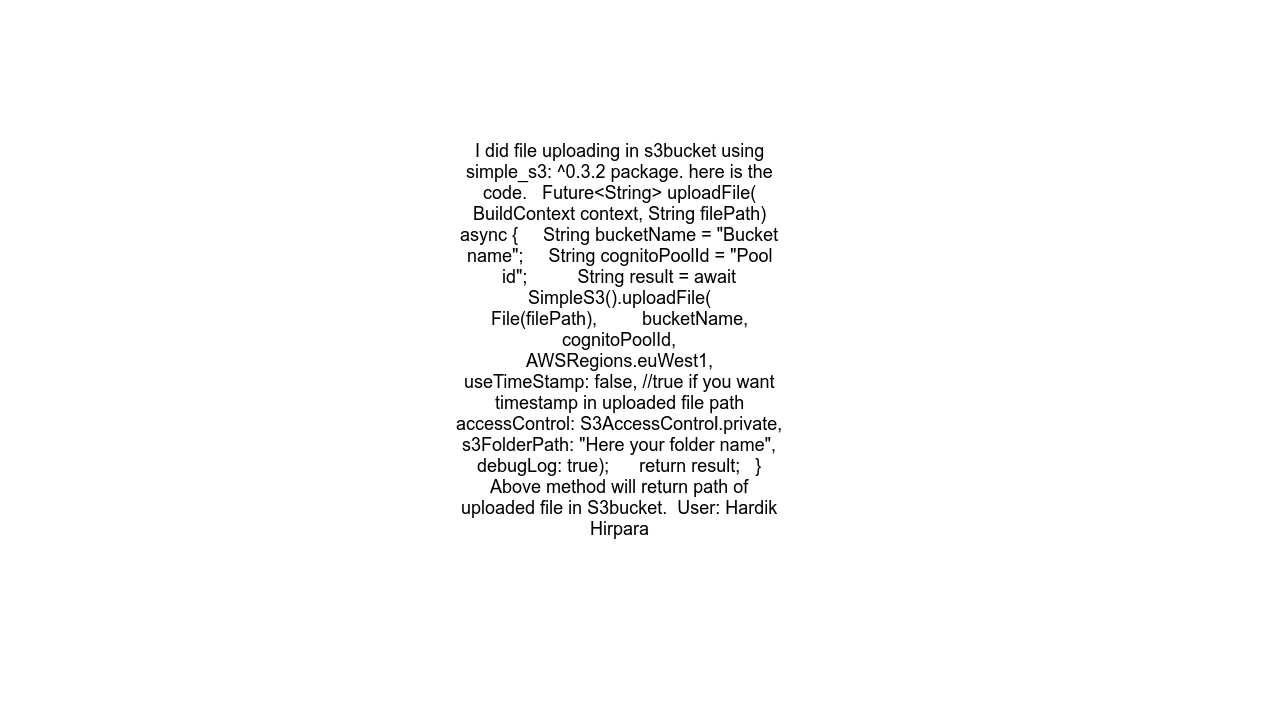 I did file uploading in s3bucket using
simple_s3: ^0.3.2 package. here is the
code.   Future<String> uploadFile(
BuildContext context, String filePath)
async {     String bucketName = "Bucket
name";     String cognitoPoolId = "Pool
id";          String result = await
SimpleS3().uploadFile(
File(filePath),         bucketName,
cognitoPoolId,
AWSRegions.euWest1,
useTimeStamp: false, //true if you want
timestamp in uploaded file path
accessControl: S3AccessControl.private,
s3FolderPath: "Here your folder name",
debugLog: true);      return result;   }
Above method will return path of
uploaded file in S3bucket.  User: Hardik
Hirpara